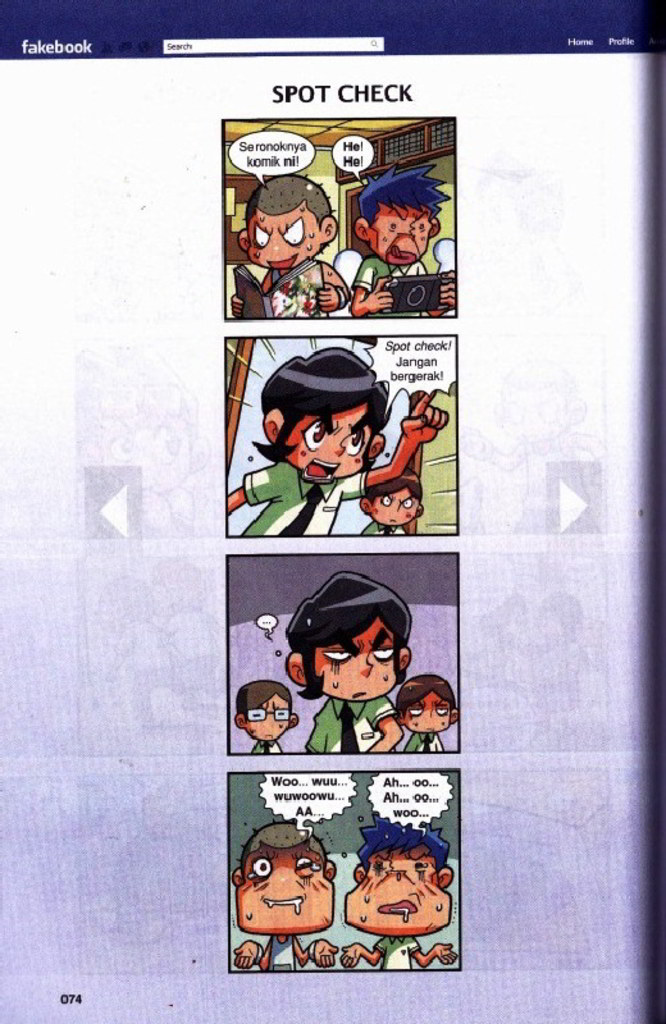 fakebook
Search
Home Profile
SPOT CHECK
Seronoknya
komik ni!
He!
He!
Spot check!
Jangan
bergerak!
...
Woo... wuu...
wuwoowu...
AA...
Ah... oo...
Ah... oo...
woo...
074